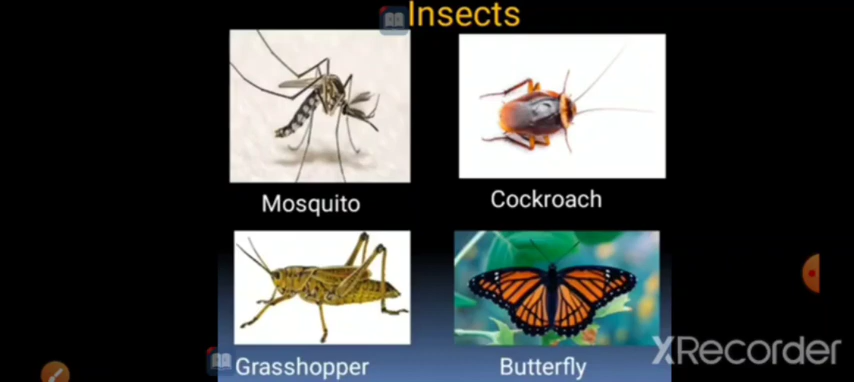 Insects
Mosquito
Cockroach
Grasshopper
Butterfly
XRecorder